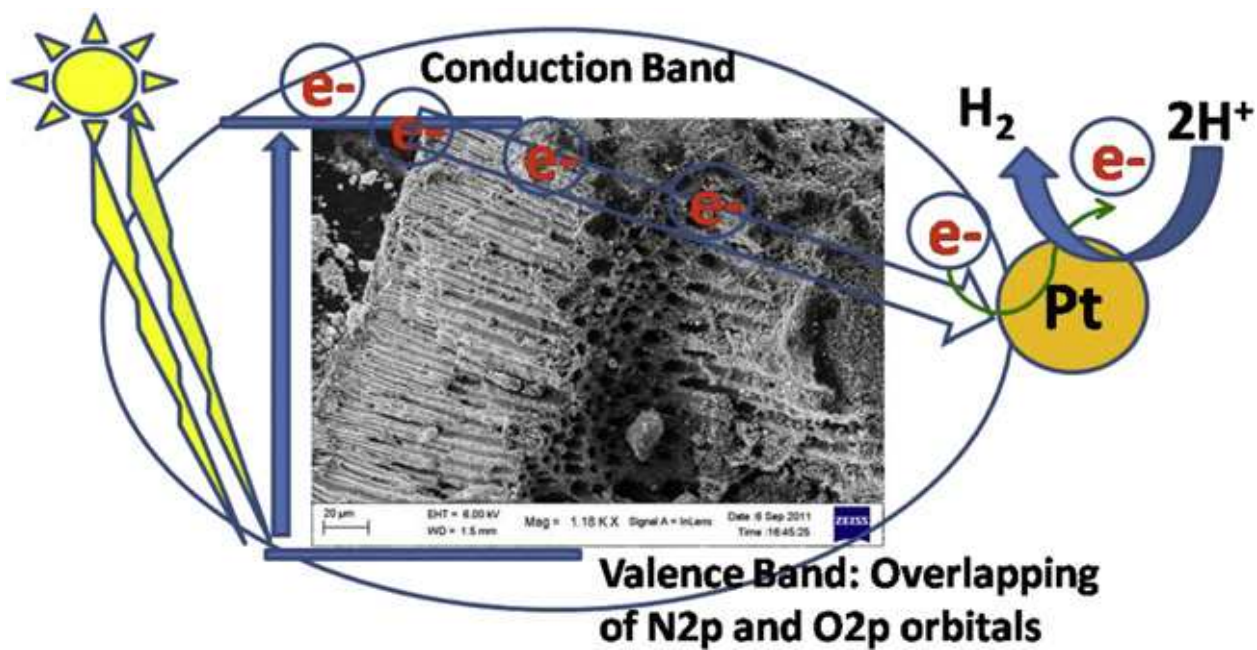 Conduction Band
e-
e-
e-
e-
e-
e-
H2
2H+
Pt
20 µm
EHT = 6.00 kV
WD = 1.5 mm
Mag = 1.18 K X
Signal A = InLens
Date :6 Sep 2011
Time :16:45:25
ZEISS
Valence Band: Overlapping
of N2p and O2p orbitals